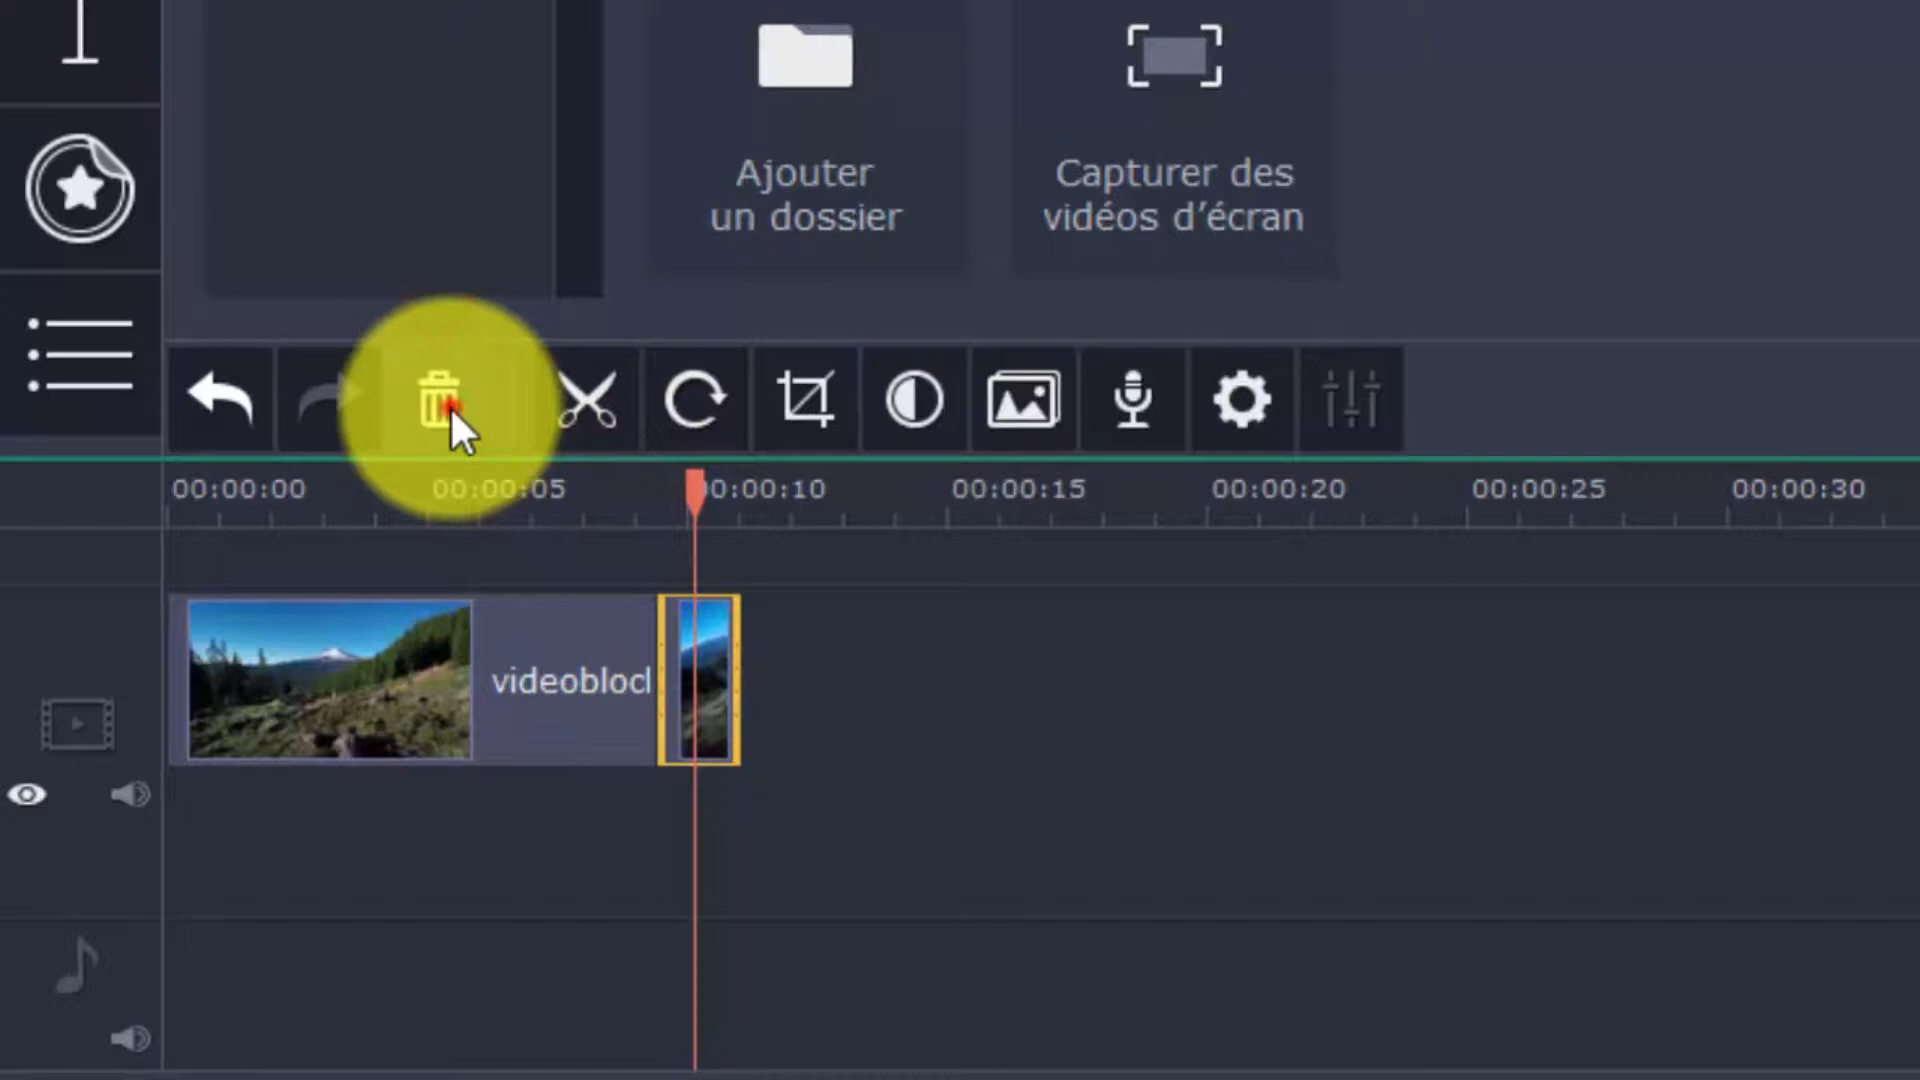 Ajouter
un dossier
Capturer des
vidéos d’écran
00:00:00
00:00:05
00:00:10
00:00:15
00:00:20
00:00:25
00:00:30
videoblocl